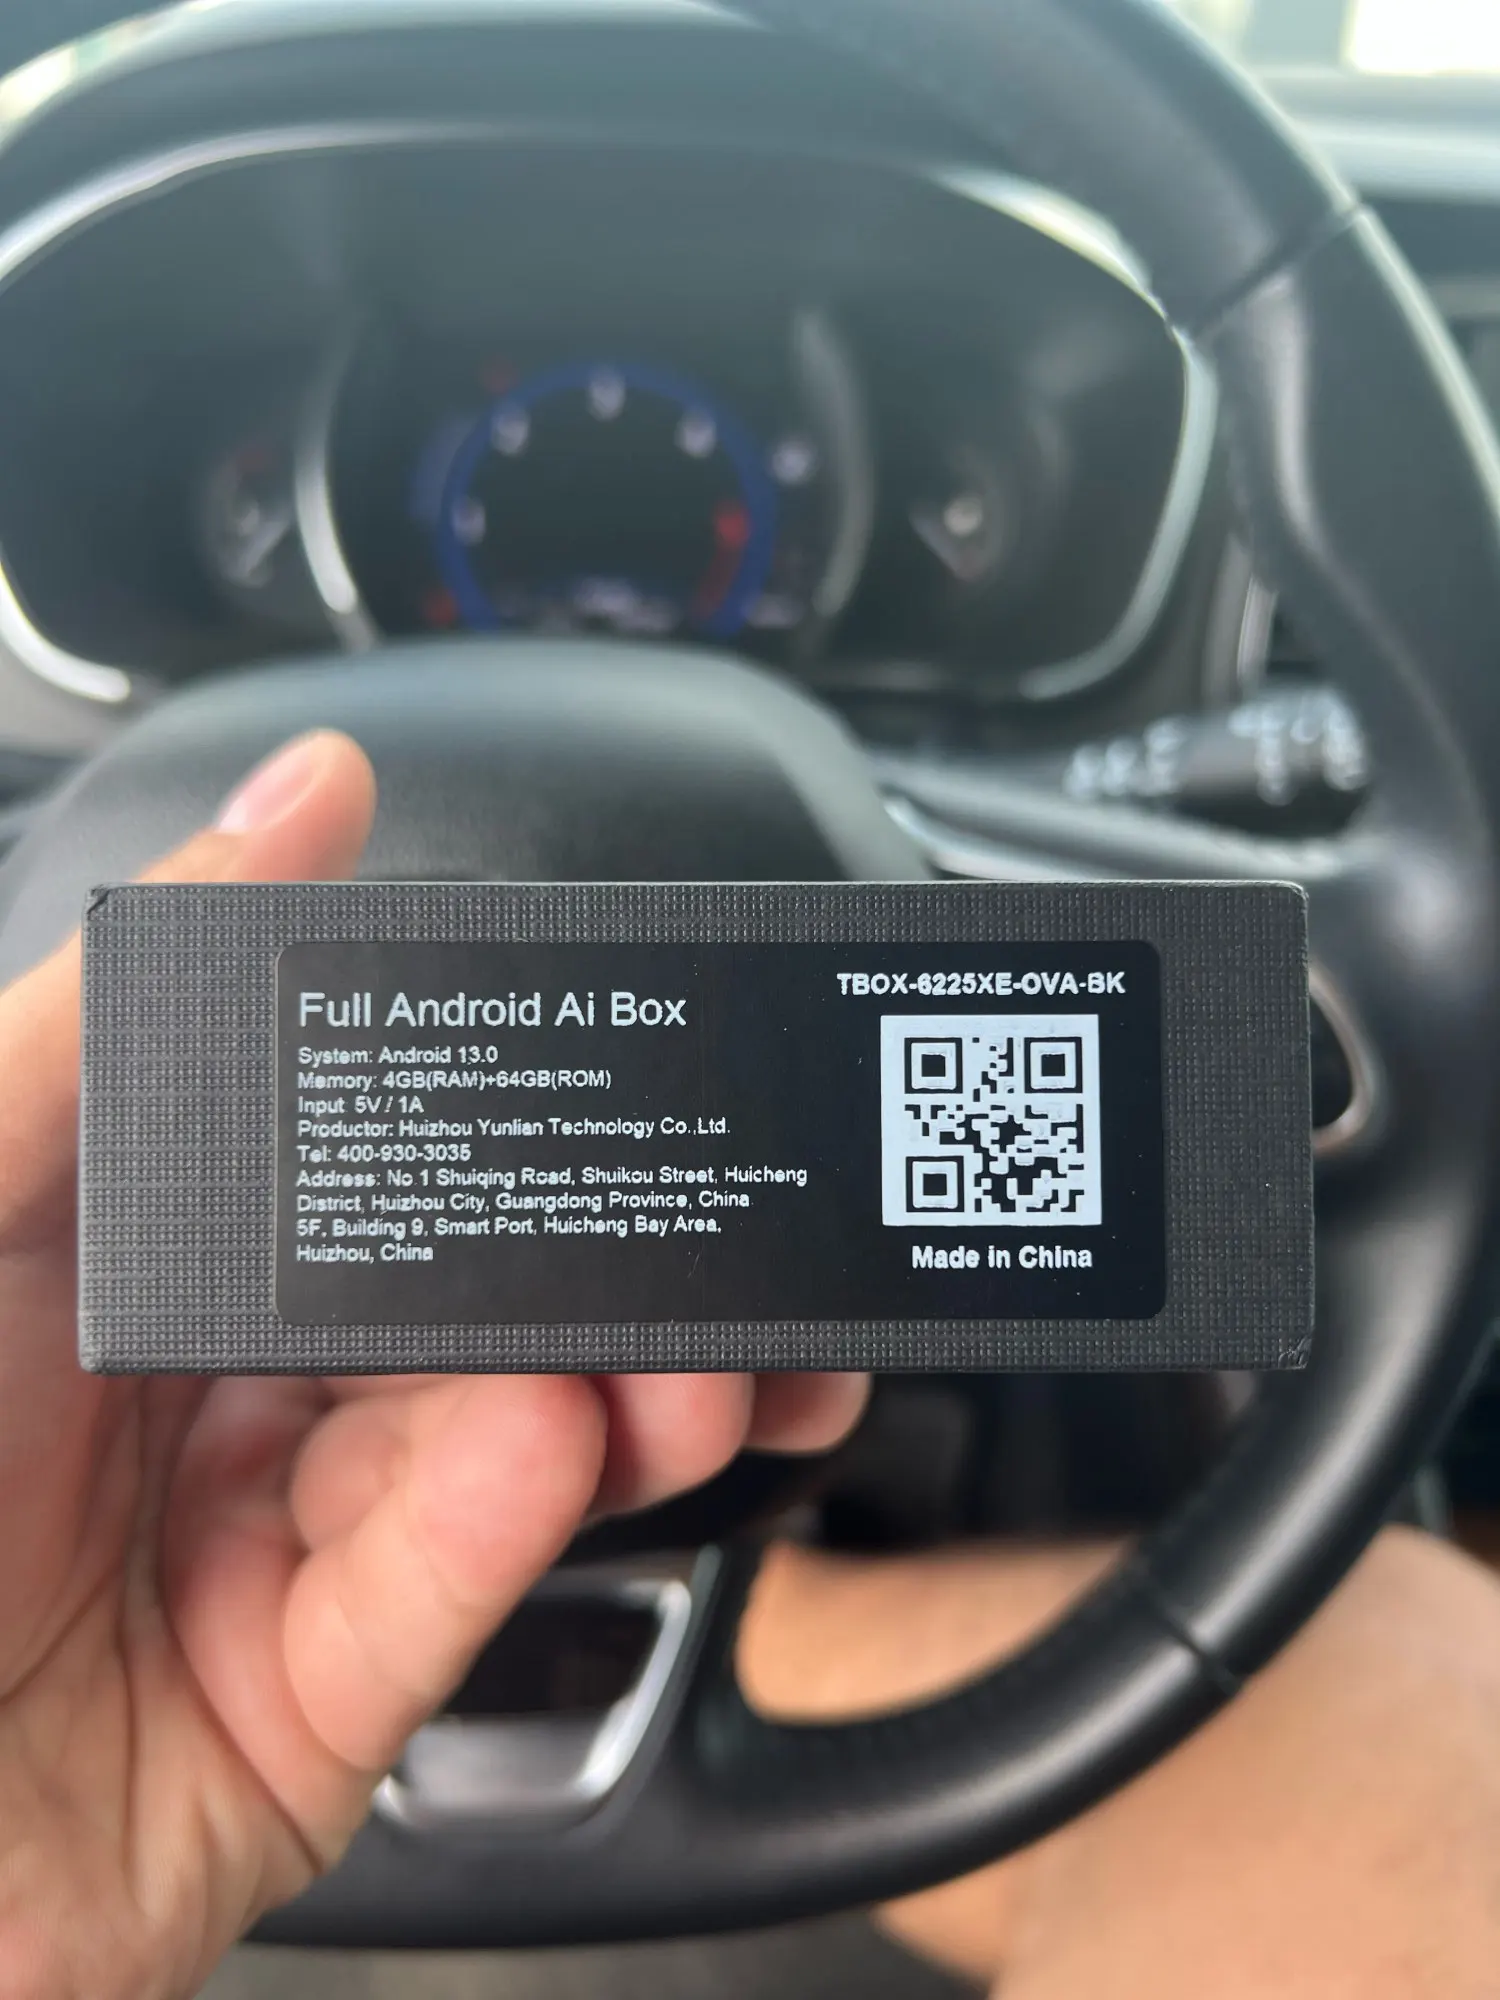 Full Android Ai Box
System: Android 13.0
Memory: 4GB(RAM)+64GB(ROM)
Input 5V / 1A
Productor: Huizhou Yunlian Technology Co.,Ltd.
Tel: 400-930-3035
Address: No.1 Shuiqing Road, Shuikou Street, Huicheng
District, Huizhou City, Guangdong Province, China
5F, Building 9, Smart Port, Huicheng Bay Area,
Huizhou, China
TBOX-6225XE-OVA-BK
Made in China